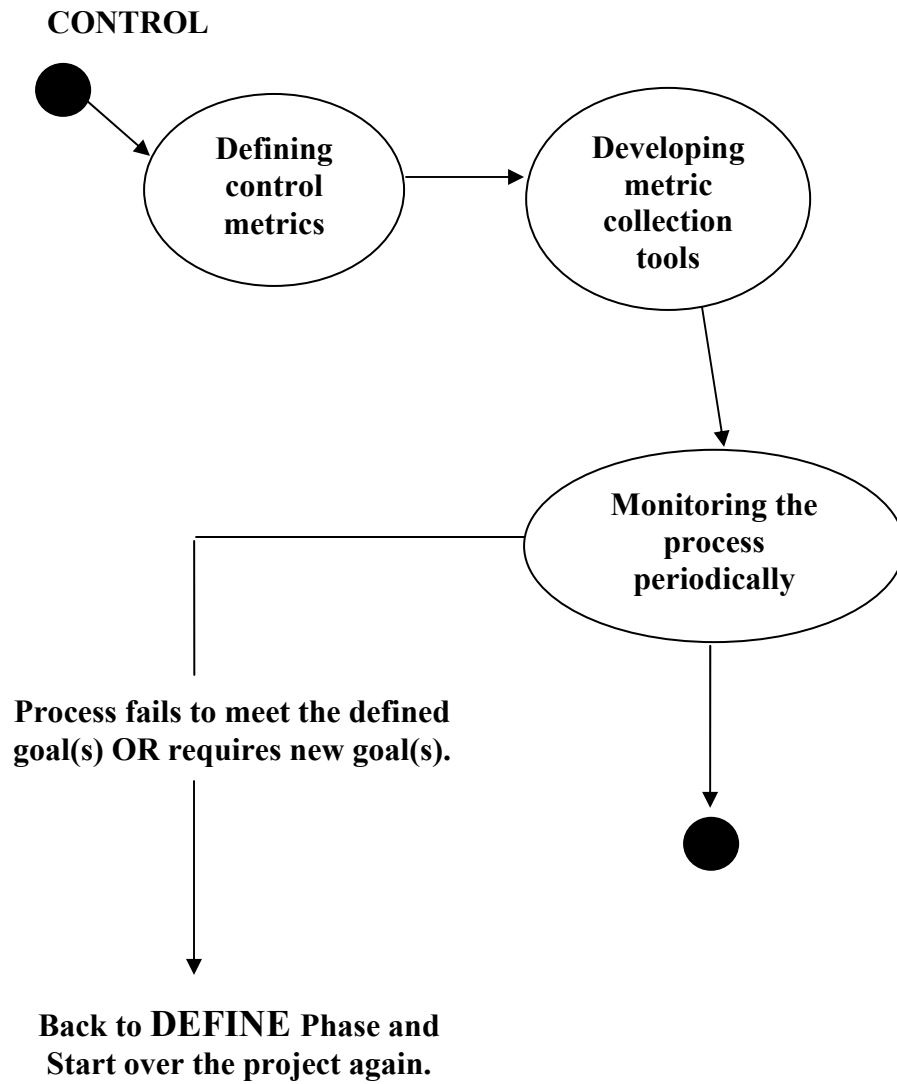 CONTROL
Defining
control
metrics
Developing
metric
collection
tools
Monitoring the
process
periodically
Process fails to meet the defined
goal(s) OR requires new goal(s).
Back to DEFINE Phase and
Start over the project again.